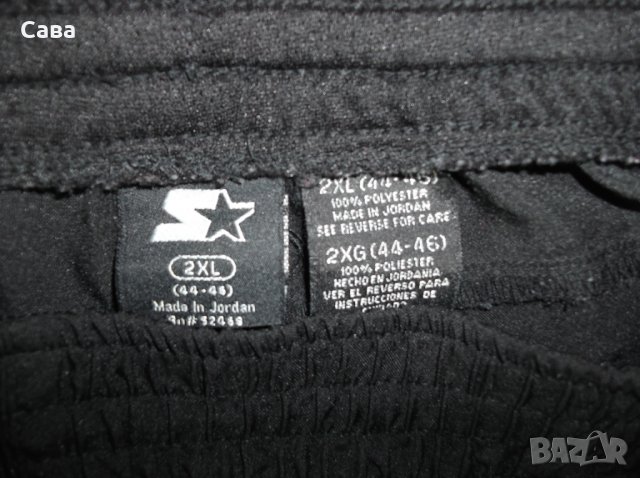 Сава
2XL
(44-46)
Made In Jordan
2XL (44-46)
100% POLYESTER
MADE IN JORDAN
SEE REVERSE FOR CARE
2XG (44-46)
100% POLIESTER
HECHO EN JORDANIA
VER EL REVERSO PARA
INSTRUCCIONES DE
BAZAR